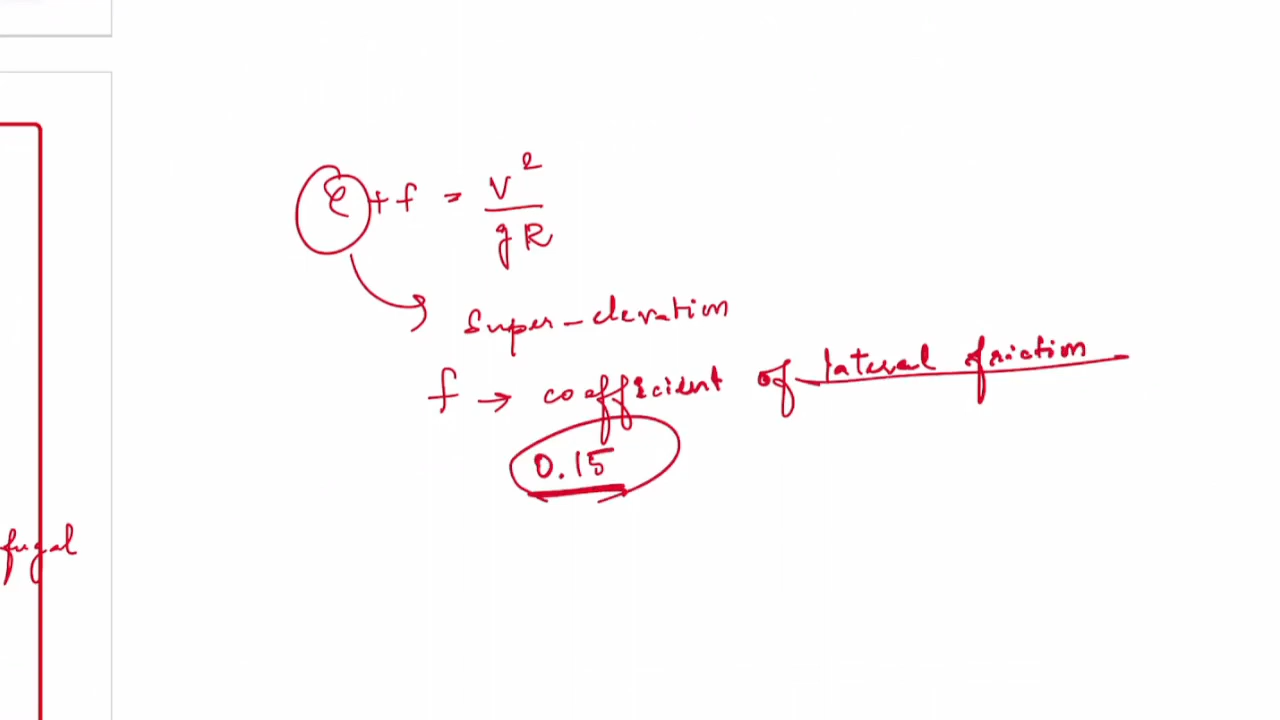 e + f = v²/gR
Super-elevation
f → coefficient of lateral friction
0.15
fugal